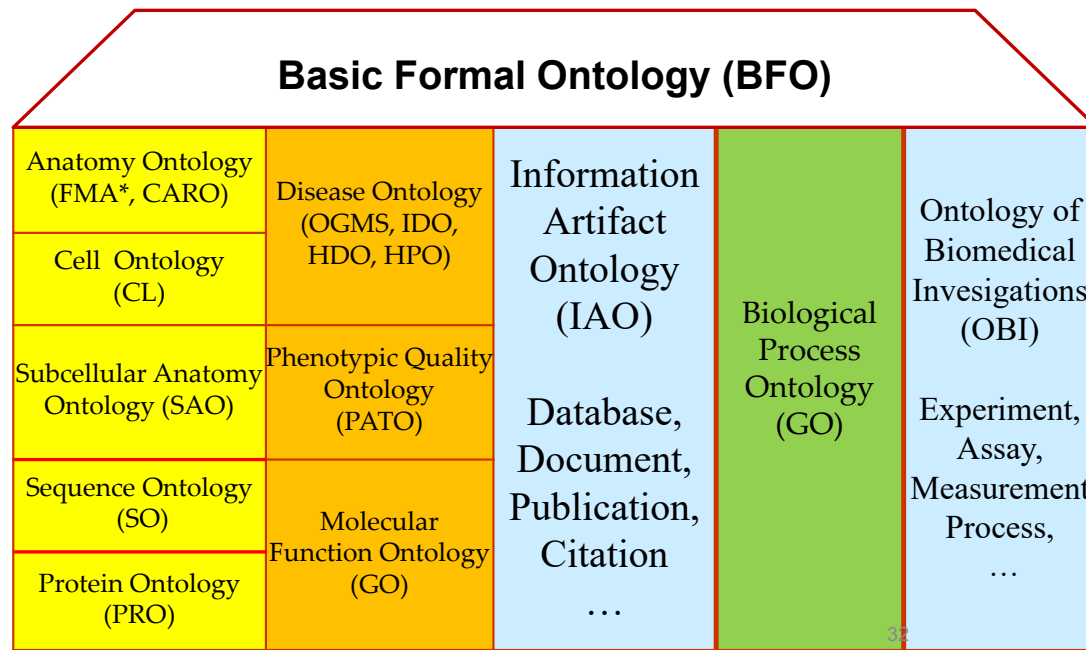 Basic Formal Ontology (BFO)
Anatomy Ontology
(FMA*, CARO)
Cell Ontology
(CL)
Subcellular Anatomy
Ontology (SAO)
Sequence Ontology
(SO)
Protein Ontology
(PRO)
Disease Ontology
(OGMS, IDO,
HDO, HPO)
Phenotypic Quality
Ontology
(PATO)
Molecular
Function Ontology
(GO)
Information
Artifact
Ontology
(IAO)
Database,
Document,
Publication,
Citation
…
Biological
Process
Ontology
(GO)
Ontology of
Biomedical
Invesigations
(OBI)
Experiment,
Assay,
Measurement
Process,
…
32